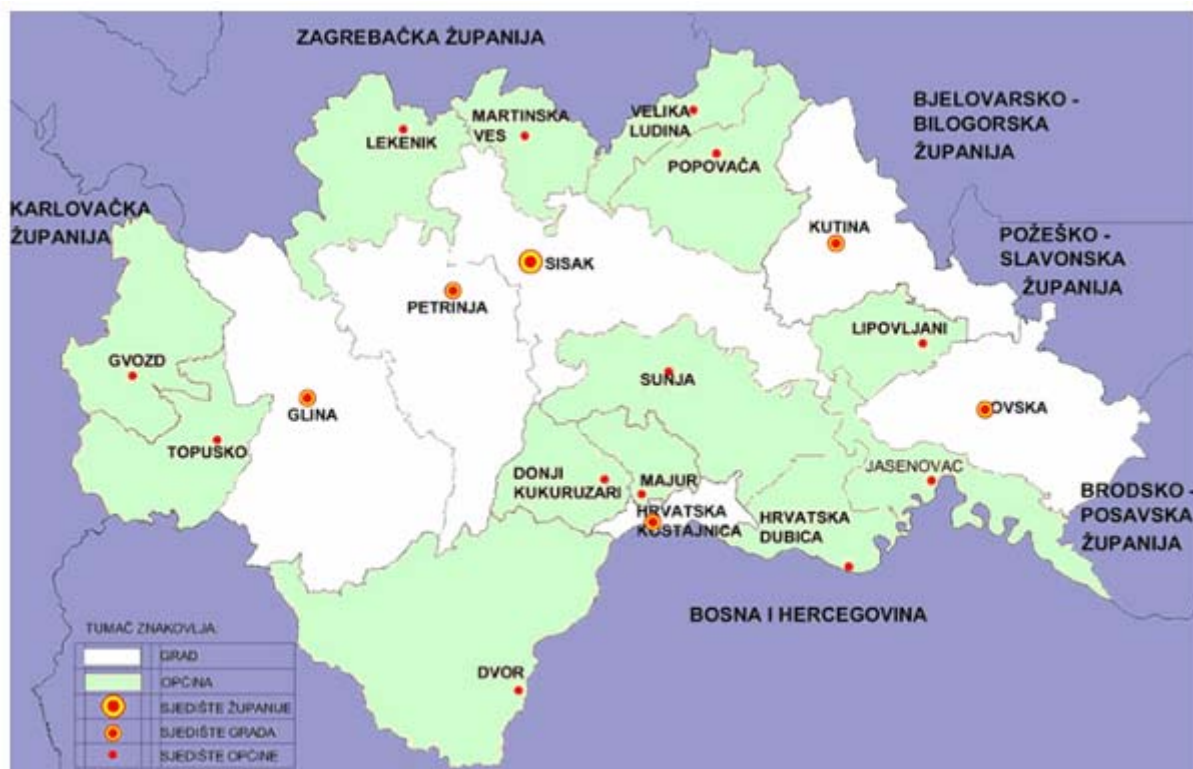 ZAGREBAČKA ŽUPANIJA
BJELOVARSKO -
BILOGORSKA
ŽUPANIJA
KARLOVAČKA
ŽUPANIJA
POŽEŠKO -
SLAVONSKA
ŽUPANIJA
LEKENIK
MARTINSKA
VES
VELIKA
LUDINA
POPOVAČA
KUTINA
SISAK
PETRINJA
LIPOVLJANI
GVOZD
GLINA
SUNJA
OVSKA
TOPUSKO
DONJI
KUKURUZARI
MAJUR
JASENOVAC
HRVATSKA
KOSTAJNICA
HRVATSKA
DUBICA
BRODSKO -
POSAVSKA
ŽUPANIJA
BOSNA I HERCEGOVINA
DVOR
TUMAČ ZNAKOVLJA:
GRAD
OPĆINA
SJEDIŠTE ŽUPANIJE
SJEDIŠTE GRADA
SJEDIŠTE OPĆINE